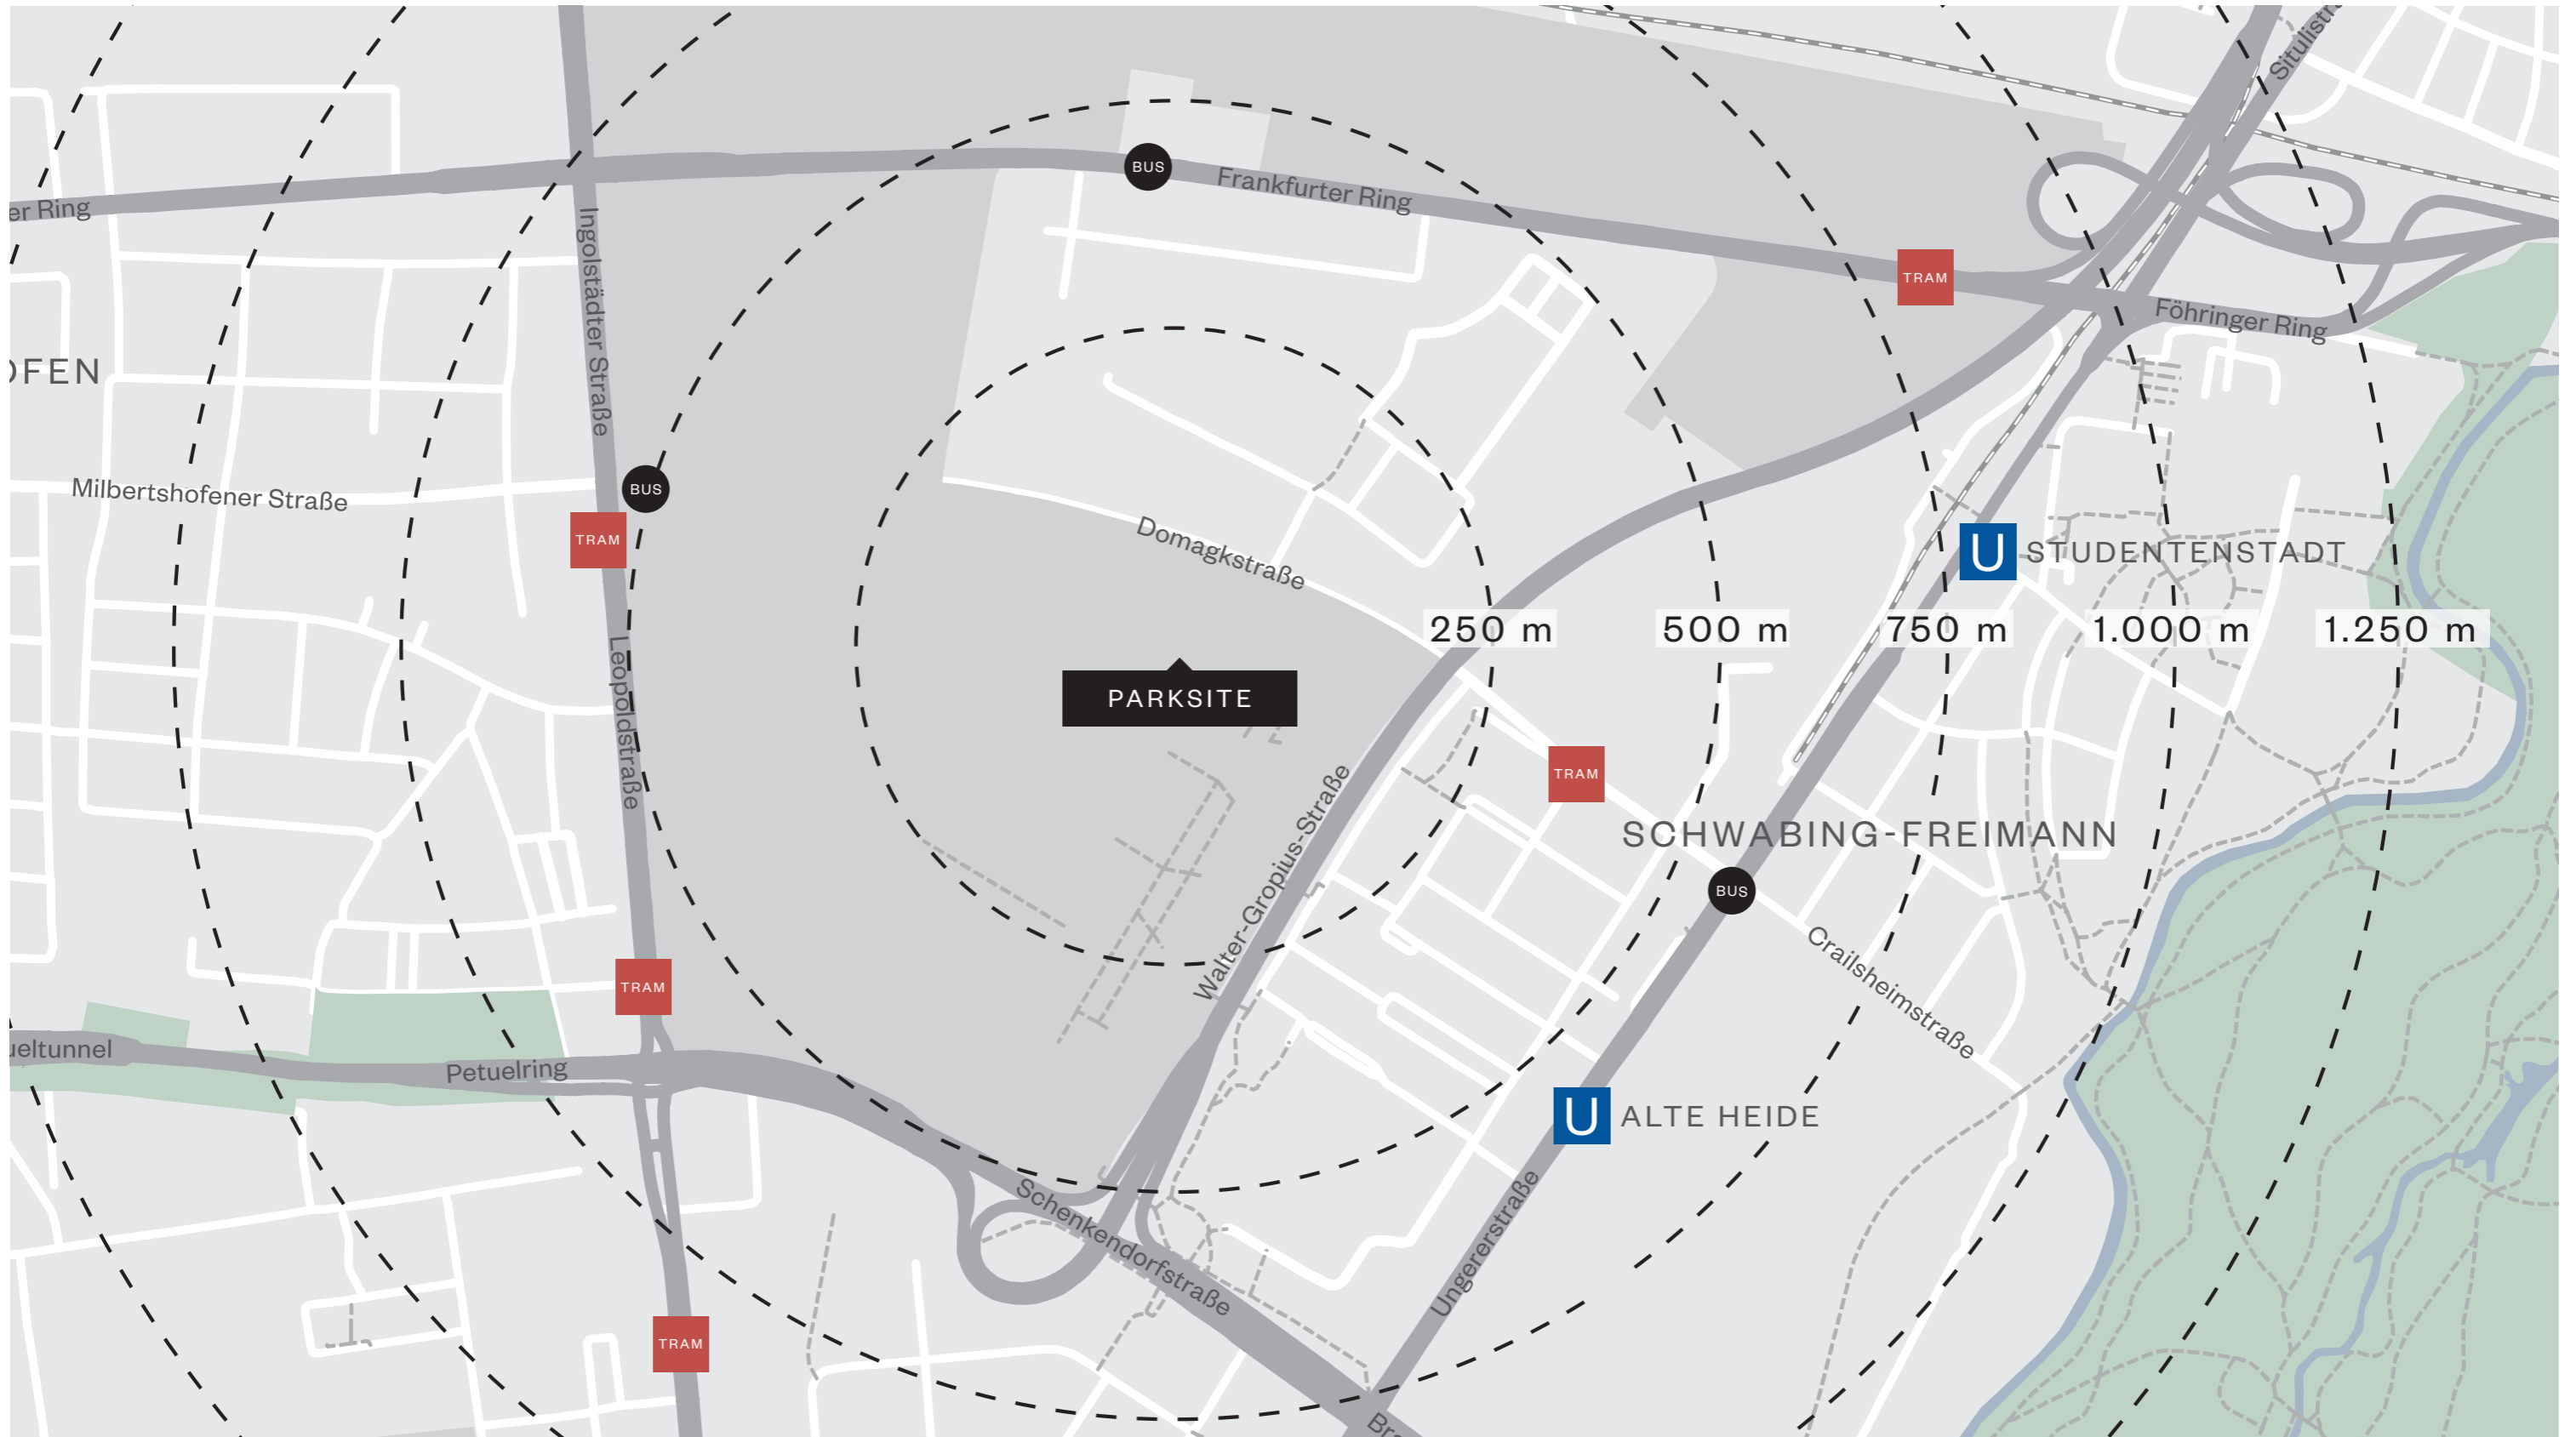 Situlistr
BUS
Frankfurter Ring
er Ring
Ingolstädter Straße
TRAM
Föhringer Ring
OFEN
Milbertshofener Straße
BUS
TRAM
Domagkstraße
U STUDENTENSTADT
250 m
500 m
750 m
1.000 m
1.250 m
Leopoldstraße
PARKSITE
TRAM
SCHWABING-FREIMANN
BUS
Walter-Gropius-Straße
Crailsheimstraße
TRAM
ueltunnel
Petuelring
U ALTE HEIDE
Schenkendorfstraße
Ungererstraße
TRAM
Bra